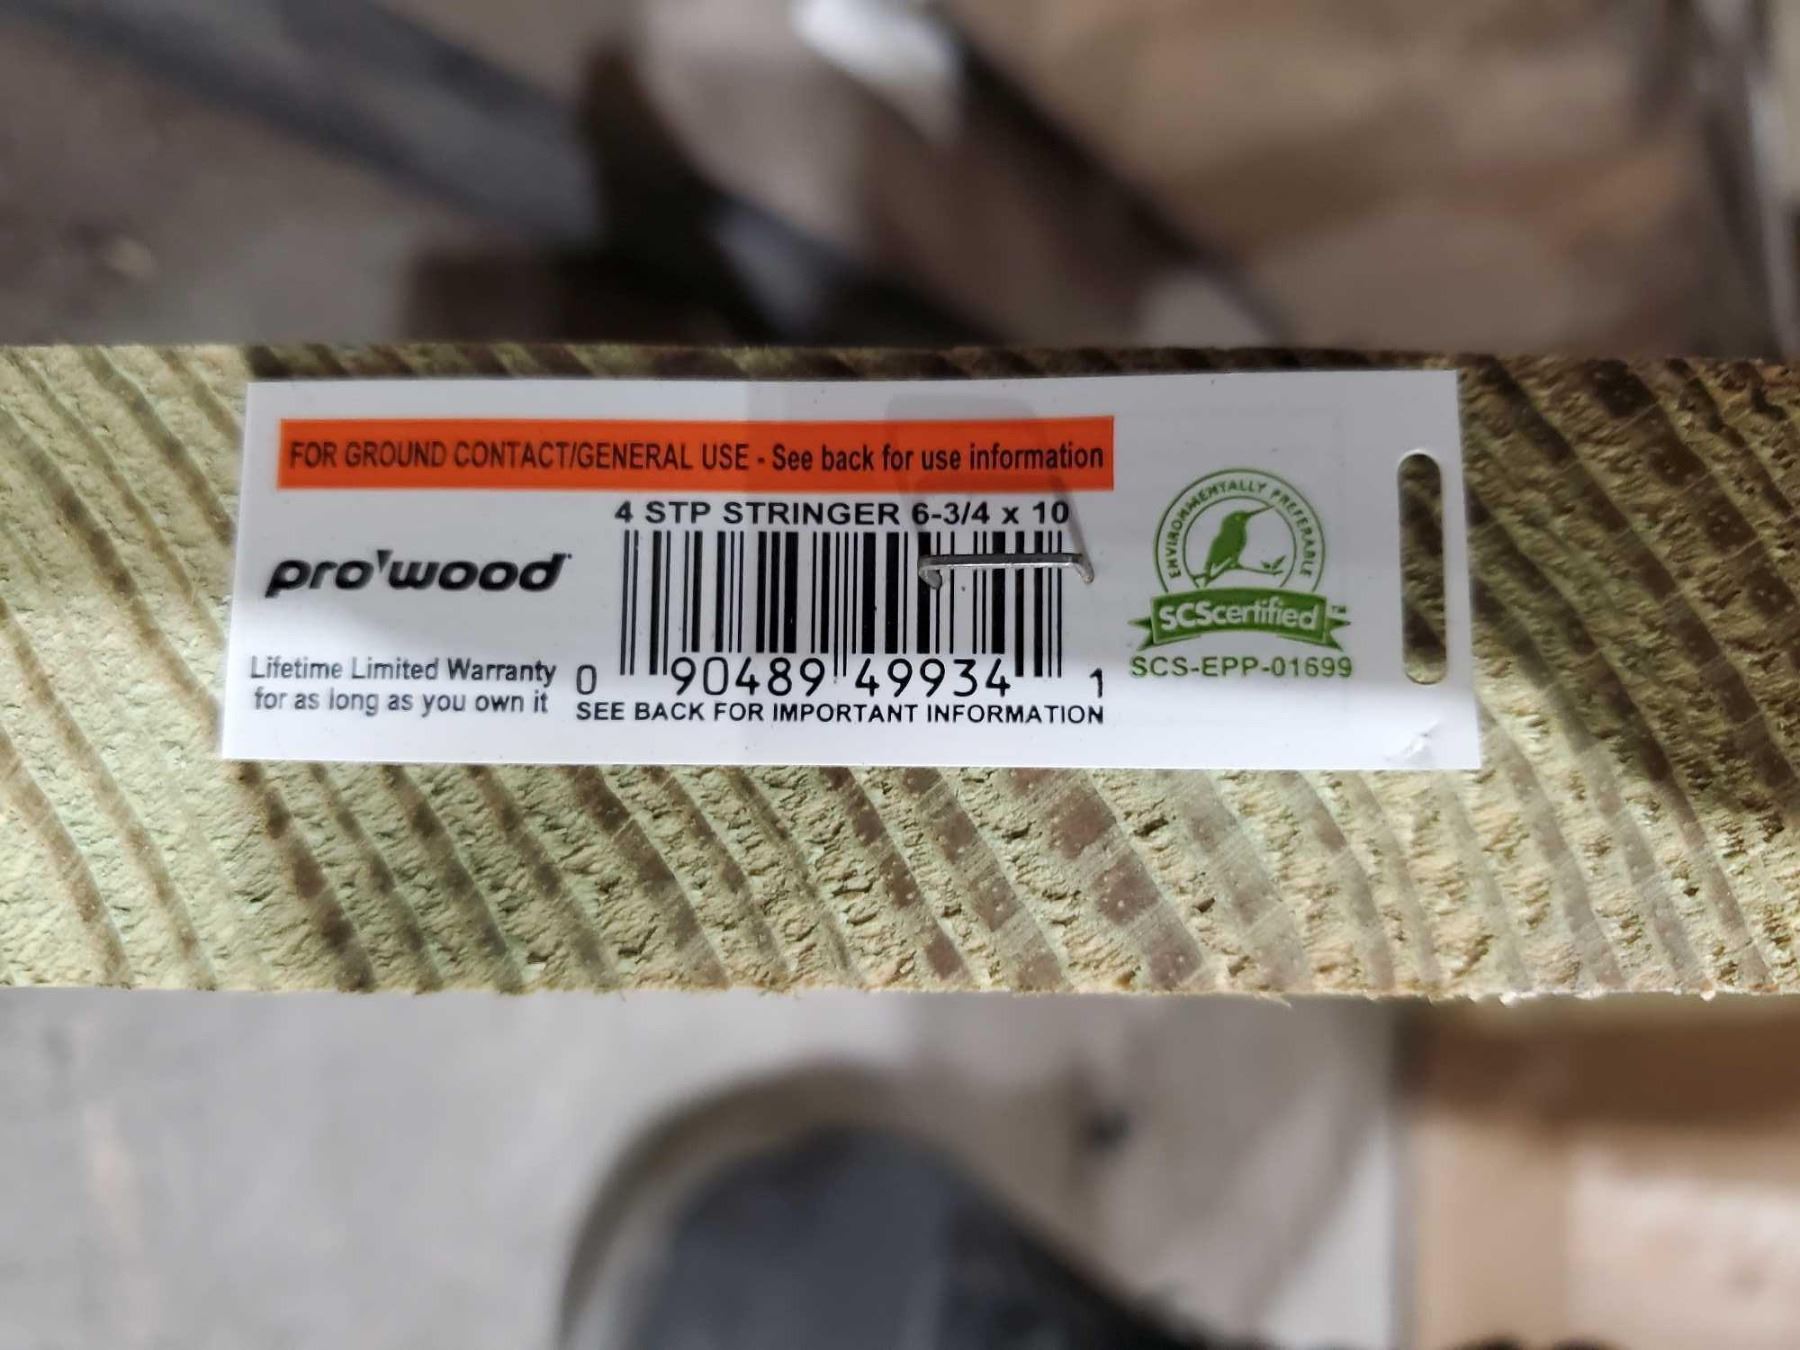 FOR GROUND CONTACT/GENERAL USE - See back for use information
4 STP STRINGER 6-3/4 x 10
pro'wood
Lifetime Limited Warranty
for as long as you own it
0 90489 49934 1
SEE BACK FOR IMPORTANT INFORMATION
ENVIRONMENTALLY PREFERABLE
SCScertified™
SCS-EPP-01699